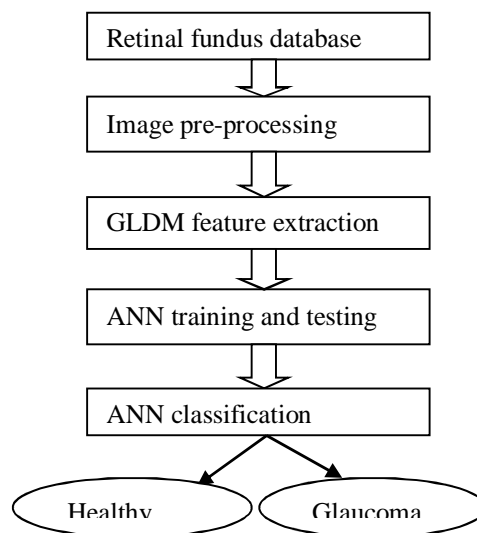 Retinal fundus database
Image pre-processing
GLDM feature extraction
ANN training and testing
ANN classification
Healthy
Glaucoma